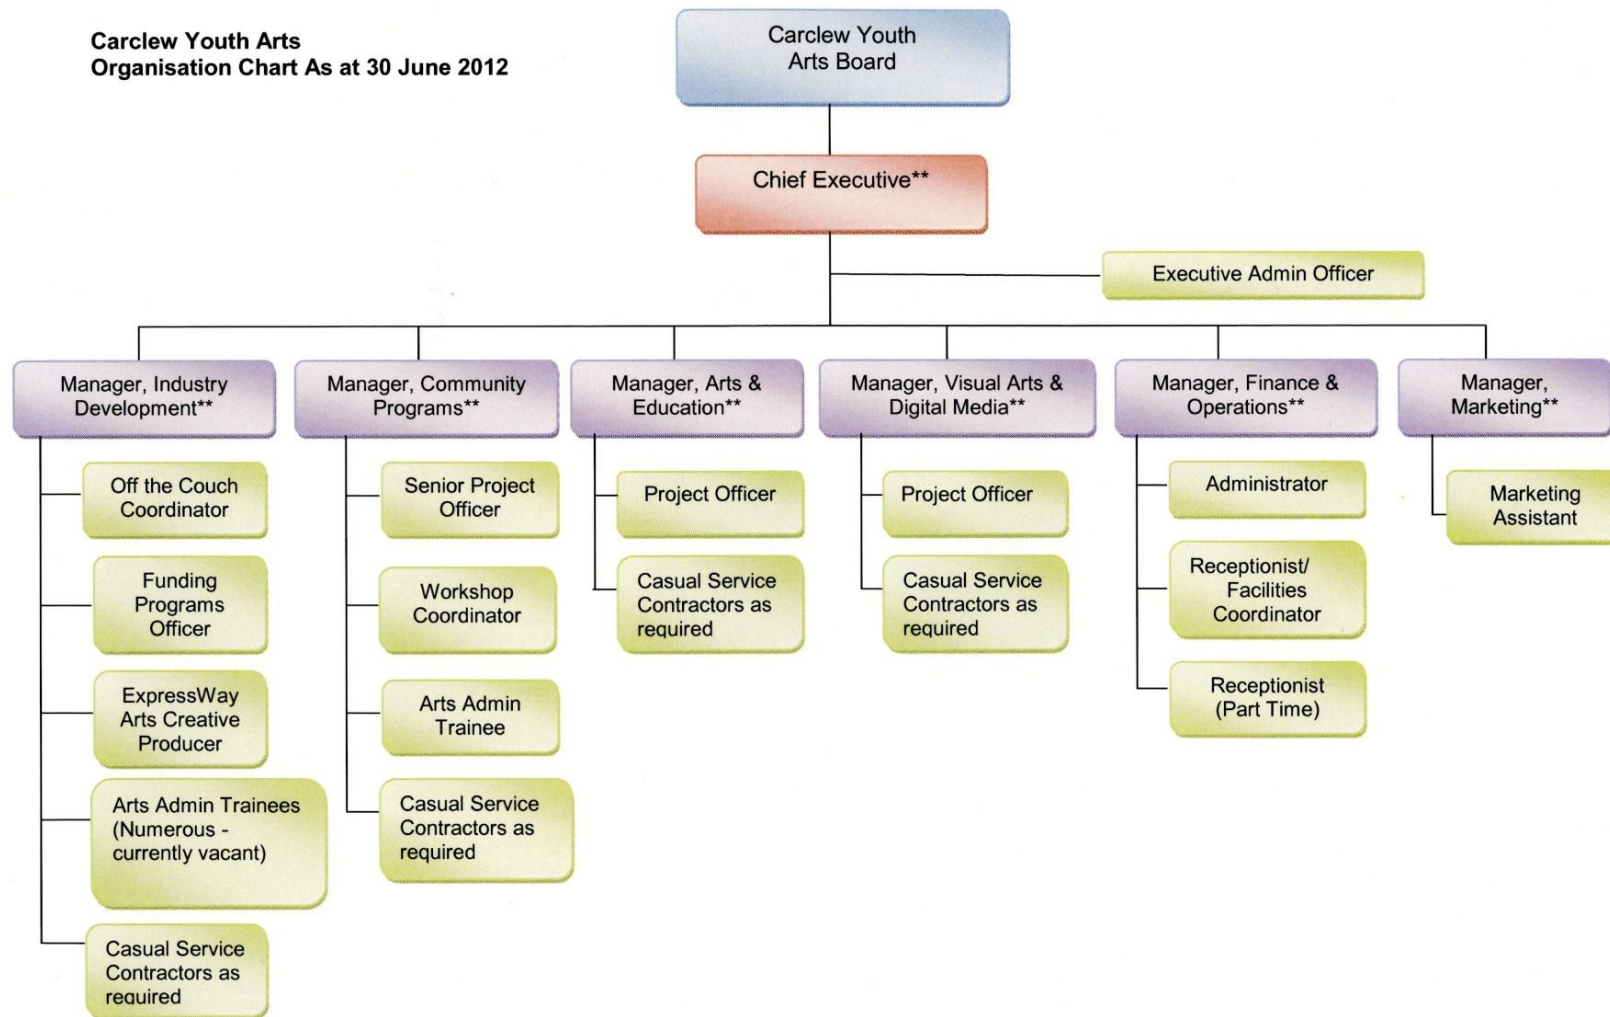 Carclew Youth Arts
Organisation Chart As at 30 June 2012
Carclew Youth
Arts Board
Chief Executive**
Executive Admin Officer
Manager, Industry
Development**
Off the Couch
Coordinator
Funding
Programs
Officer
ExpressWay
Arts Creative
Producer
Arts Admin Trainees
(Numerous -
currently vacant)
Casual Service
Contractors as
required
Manager, Community
Programs**
Senior Project
Officer
Workshop
Coordinator
Arts Admin
Trainee
Casual Service
Contractors as
required
Manager, Arts &
Education**
Project Officer
Casual Service
Contractors as
required
Manager, Visual Arts &
Digital Media**
Project Officer
Casual Service
Contractors as
required
Manager, Finance &
Operations**
Administrator
Receptionist/
Facilities
Coordinator
Receptionist
(Part Time)
Manager,
Marketing**
Marketing
Assistant